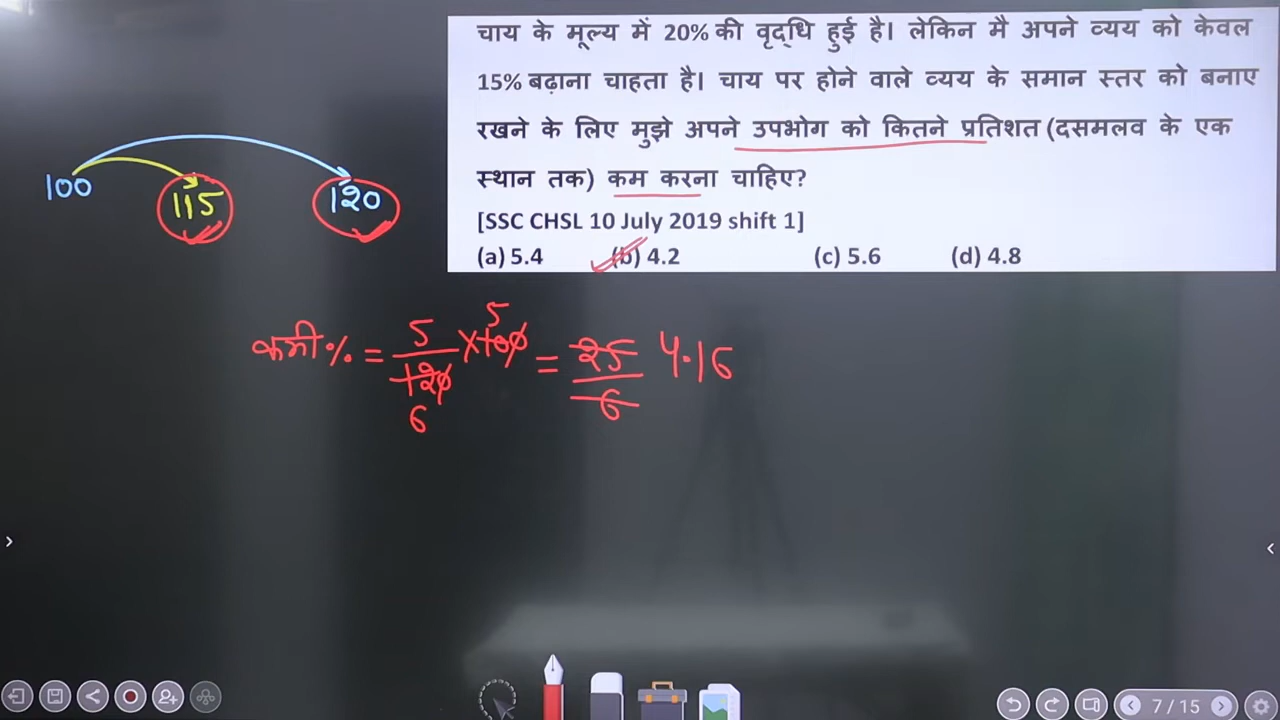 चाय के मूल्य में 20% की वृद्धि हुई है। लेकिन मै अपने व्यय को केवल
15% बढ़ाना चाहता है। चाय पर होने वाले व्यय के समान स्तर को बनाए
रखने के लिए मुझे अपने उपभोग को कितने प्रतिशत (दसमलव के एक
स्थान तक) कम करना चाहिए?
[SSC CHSL 10 July 2019 shift 1]
(a) 5.4 (b) 4.2 (c) 5.6 (d) 4.8
100 115 120
कमी % = 5/120 × 100 = 25/6 4.16
5
6
7 / 15